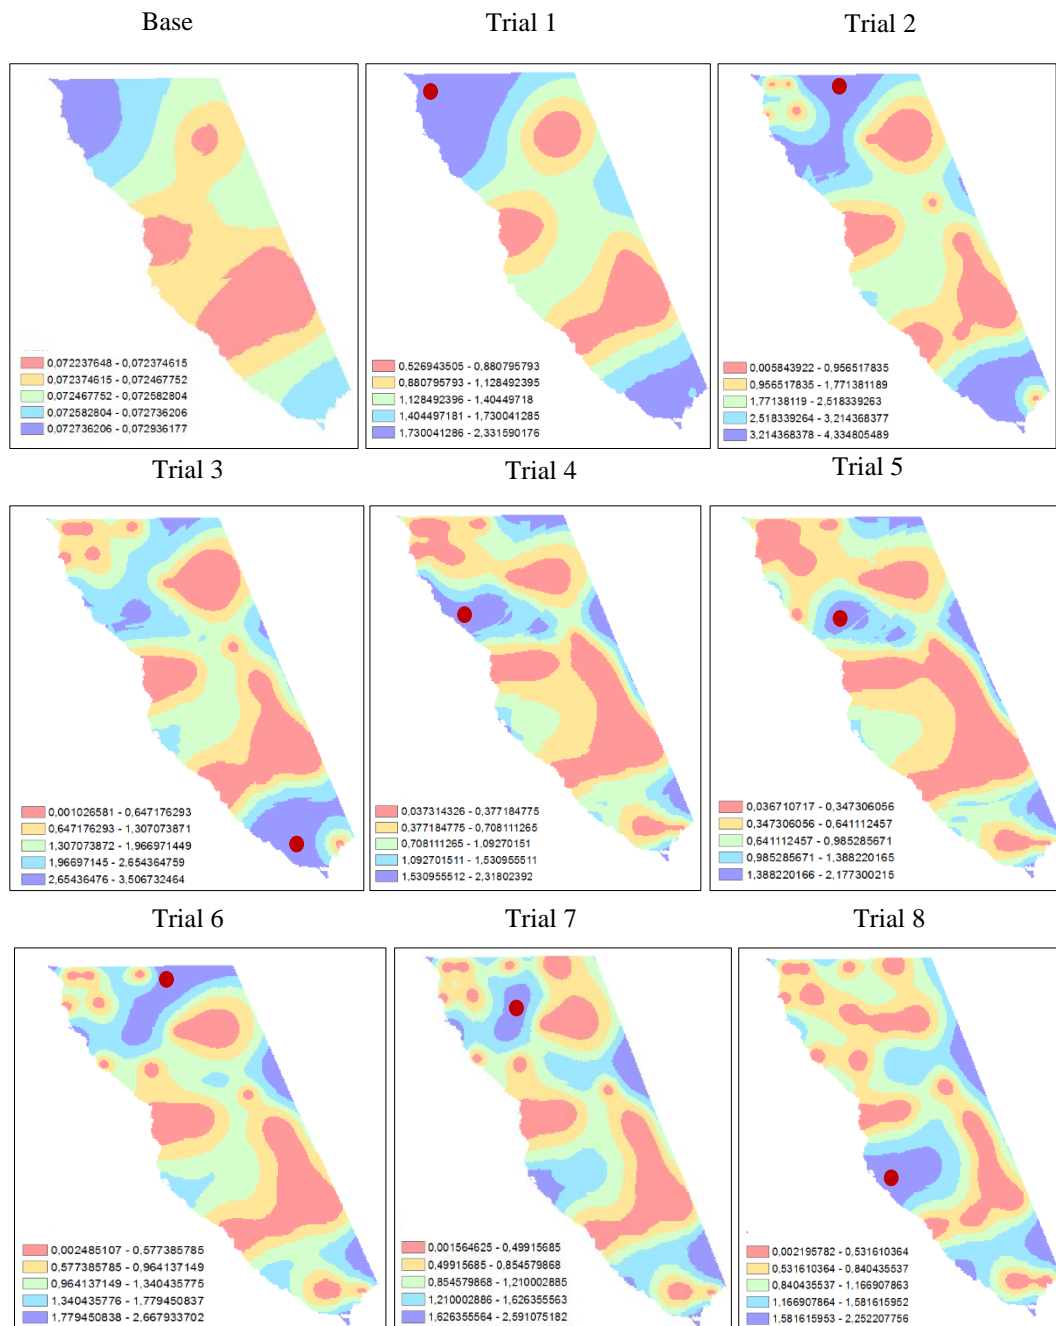 Base
Trial 1
Trial 2
0,072237648 - 0,072374615
0,072374615 - 0,072467752
0,072467752 - 0,072582804
0,072582804 - 0,072736206
0,072736206 - 0,072936177
0,526943505 - 0,880795793
0,880795793 - 1,128492395
1,128492396 - 1,40449718
1,404497181 - 1,730041285
1,730041286 - 2,331590176
0,005843922 - 0,956517835
0,956517835 - 1,771381189
1,77138119 - 2,518339263
2,518339264 - 3,214368377
3,214368378 - 4,334805489
Trial 3
Trial 4
Trial 5
0,001026581 - 0,647176293
0,647176293 - 1,307073871
1,307073872 - 1,966971449
1,96697145 - 2,654364759
2,65436476 - 3,506732464
0,037314326 - 0,377184775
0,377184775 - 0,708111265
0,708111265 - 1,09270151
1,092701511 - 1,530955511
1,530955512 - 2,31802392
0,036710717 - 0,347306056
0,347306056 - 0,641112457
0,641112457 - 0,985285671
0,985285671 - 1,388220165
1,388220166 - 2,177300215
Trial 6
Trial 7
Trial 8
0,002485107 - 0,577385785
0,577385785 - 0,964137149
0,964137149 - 1,340435775
1,340435776 - 1,779450837
1,779450838 - 2,667933702
0,001564625 - 0,49915685
0,49915685 - 0,854579868
0,854579868 - 1,210002885
1,210002886 - 1,626355563
1,626355564 - 2,591075182
0,002195782 - 0,531610364
0,531610364 - 0,840435537
0,840435537 - 1,166907863
1,166907864 - 1,581615952
1,581615953 - 2,252207756